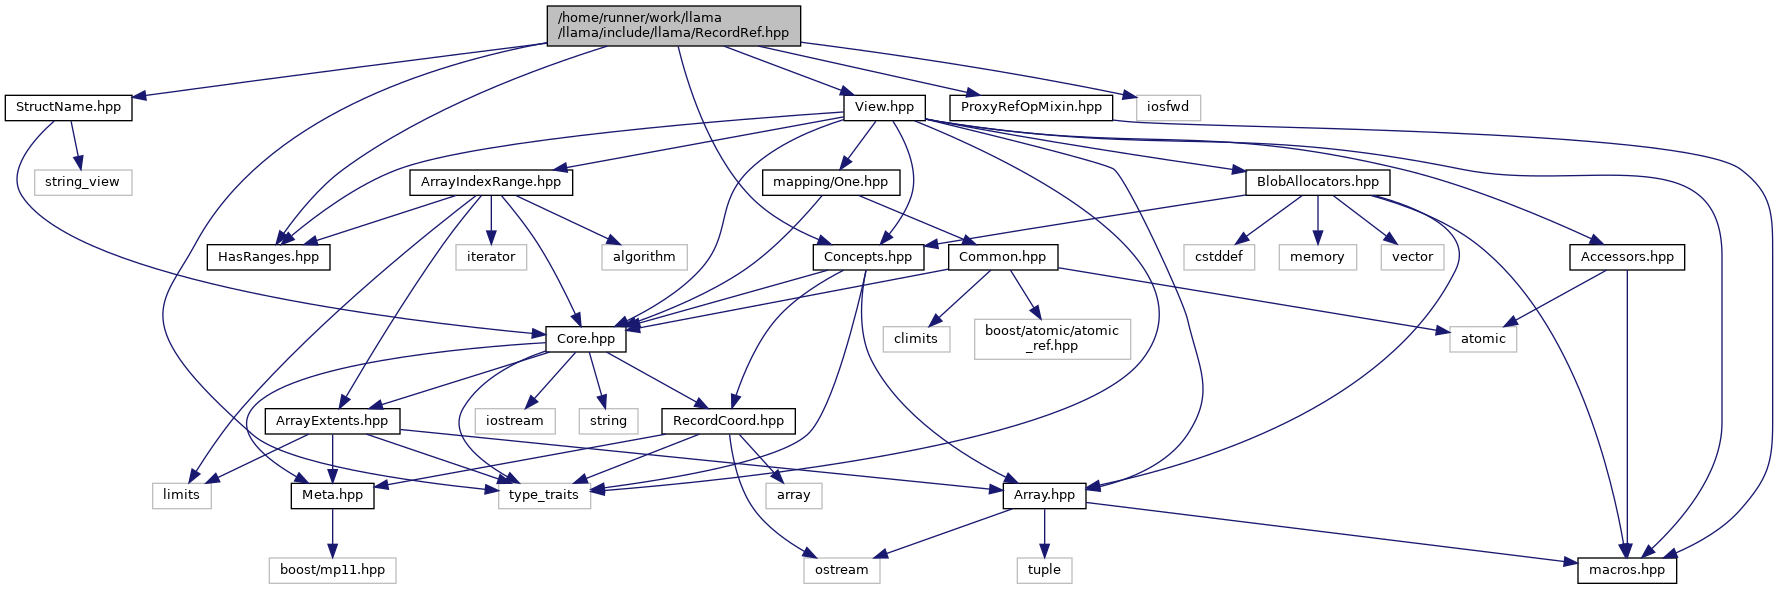 /home/runner/work/llama
/llama/include/llama/RecordRef.hpp
StructName.hpp
View.hpp
ProxyRefOpMixin.hpp
iosfwd
string_view
ArrayIndexRange.hpp
mapping/One.hpp
BlobAllocators.hpp
HasRanges.hpp
iterator
algorithm
Concepts.hpp
Common.hpp
cstddef
memory
vector
Accessors.hpp
Core.hpp
climits
boost/atomic/atomic
_ref.hpp
atomic
ArrayExtents.hpp
iostream
string
RecordCoord.hpp
limits
Meta.hpp
type_traits
array
Array.hpp
boost/mp11.hpp
ostream
tuple
macros.hpp